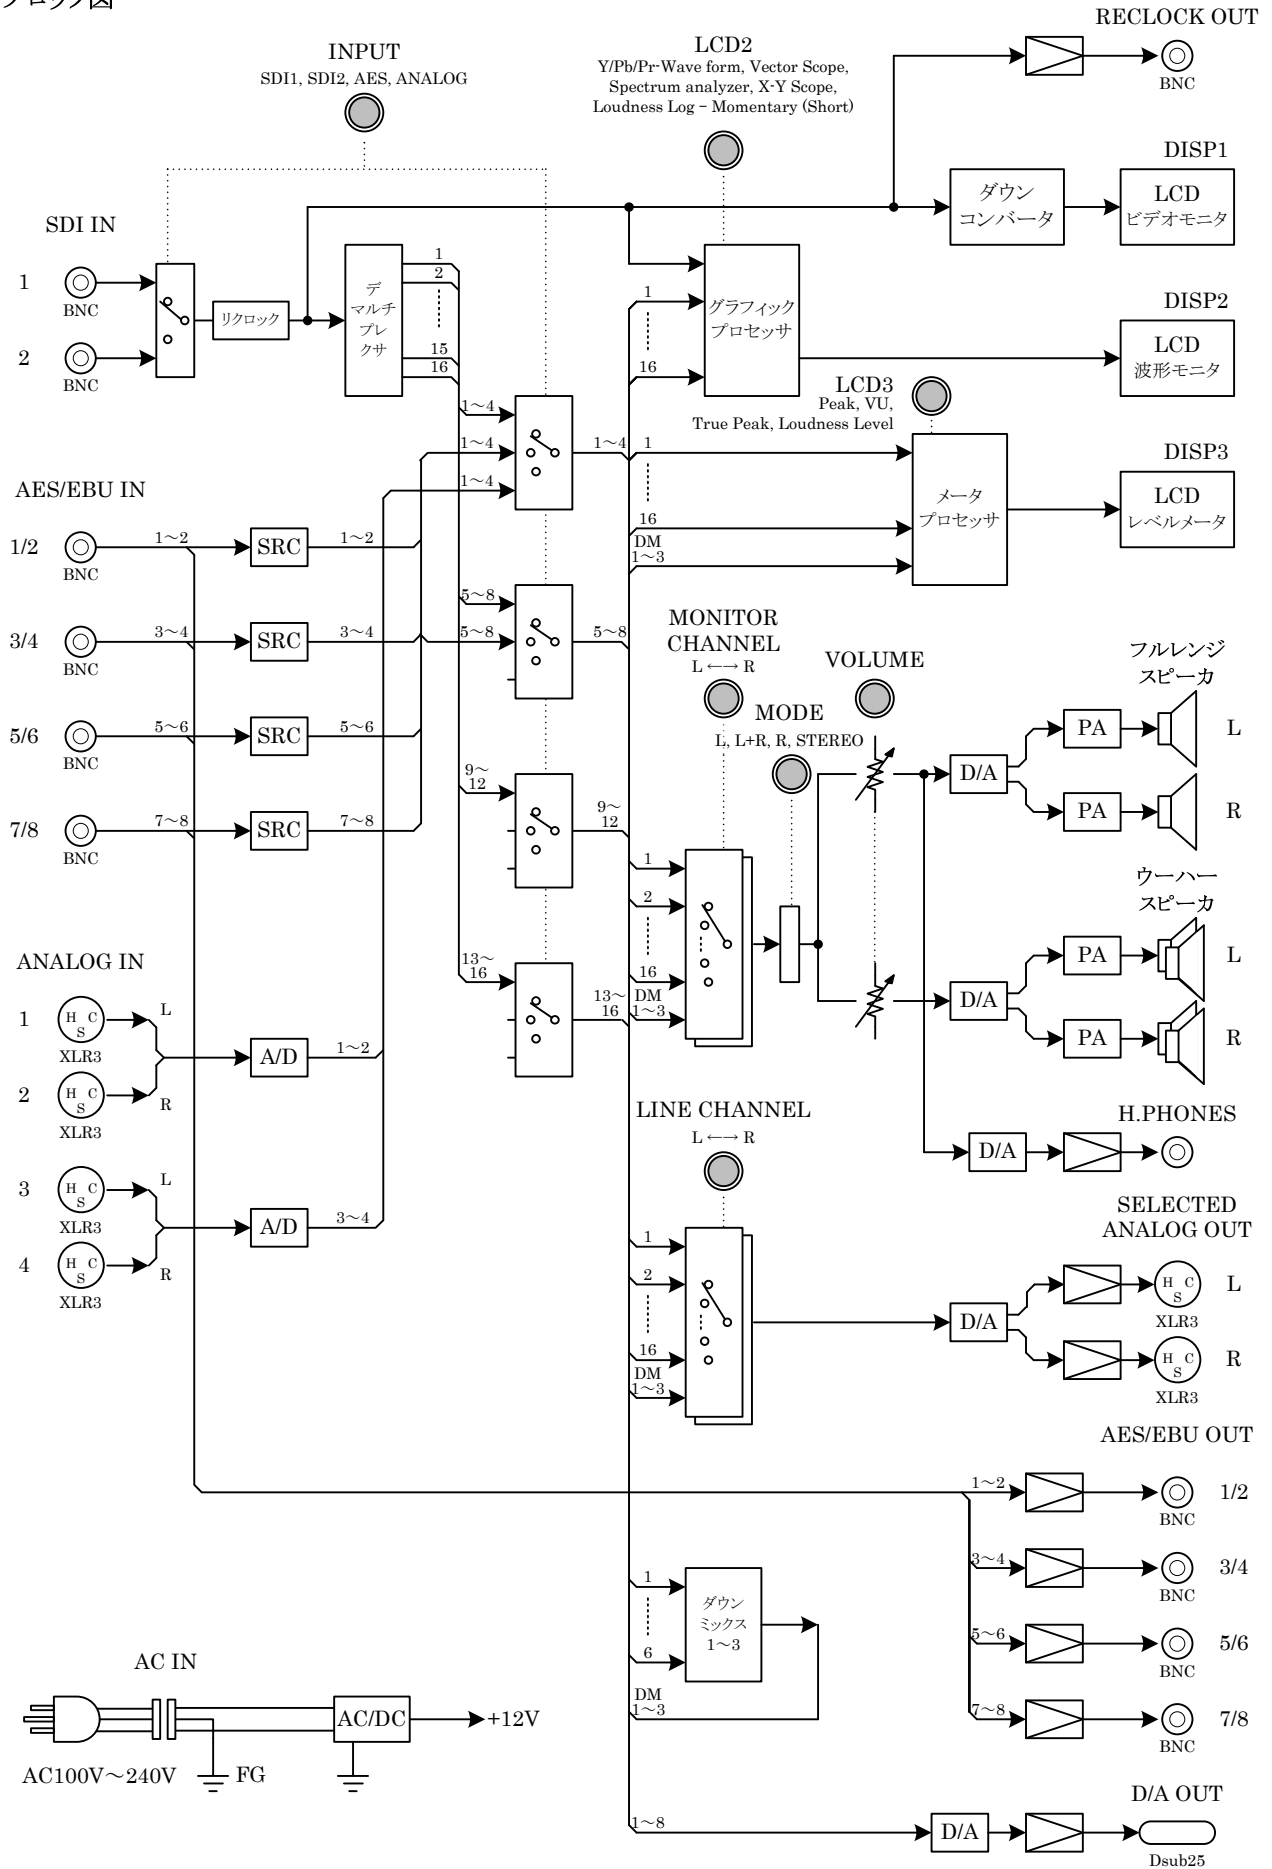 ブロック図
RECLOCK OUT
BNC
INPUT
SDI1, SDI2, AES, ANALOG
LCD2
Y/Pb/Pr-Wave form, Vector Scope,
Spectrum analyzer, X-Y Scope,
Loudness Log – Momentary (Short)
DISP1
ダウン
コンバータ
LCD
ビデオモニタ
SDI IN
1
BNC
2
BNC
リクロック
デ
マルチ
プレ
クサ
1
2
15
16
1
16
グラフィック
プロセッサ
DISP2
LCD
波形モニタ
LCD3
Peak, VU,
True Peak, Loudness Level
1～4
1～4
1～4
1～4
1
16
DM
1～3
メータ
プロセッサ
DISP3
LCD
レベルメータ
AES/EBU IN
1/2
BNC
1～2
SRC
1～2
3/4
BNC
3～4
SRC
3～4
5/6
BNC
5～6
SRC
5～6
7/8
BNC
7～8
SRC
7～8
5～8
5～8
5～8
9～
12
9～
12
13～
16
13～
16
MONITOR
CHANNEL
L ←→ R
MODE
L, L+R, R, STEREO
VOLUME
1
2
16
DM
1～3
フルレンジ
スピーカ
D/A
PA
L
PA
R
ウーハー
スピーカ
D/A
PA
L
PA
R
H.PHONES
D/A
ANALOG IN
1
H C
S
XLR3
L
2
H C
S
XLR3
R
A/D
1～2
3
H C
S
XLR3
L
4
H C
S
XLR3
R
A/D
3～4
LINE CHANNEL
L ←→ R
1
2
16
DM
1～3
SELECTED
ANALOG OUT
D/A
H C
S
XLR3
L
H C
S
XLR3
R
AES/EBU OUT
1～2
BNC
1/2
3～4
BNC
3/4
5～6
BNC
5/6
7～8
BNC
7/8
1
6
ダウン
ミックス
1～3
DM
1～3
AC IN
AC/DC
+12V
AC100V～240V
FG
D/A OUT
1～8
D/A
Dsub25